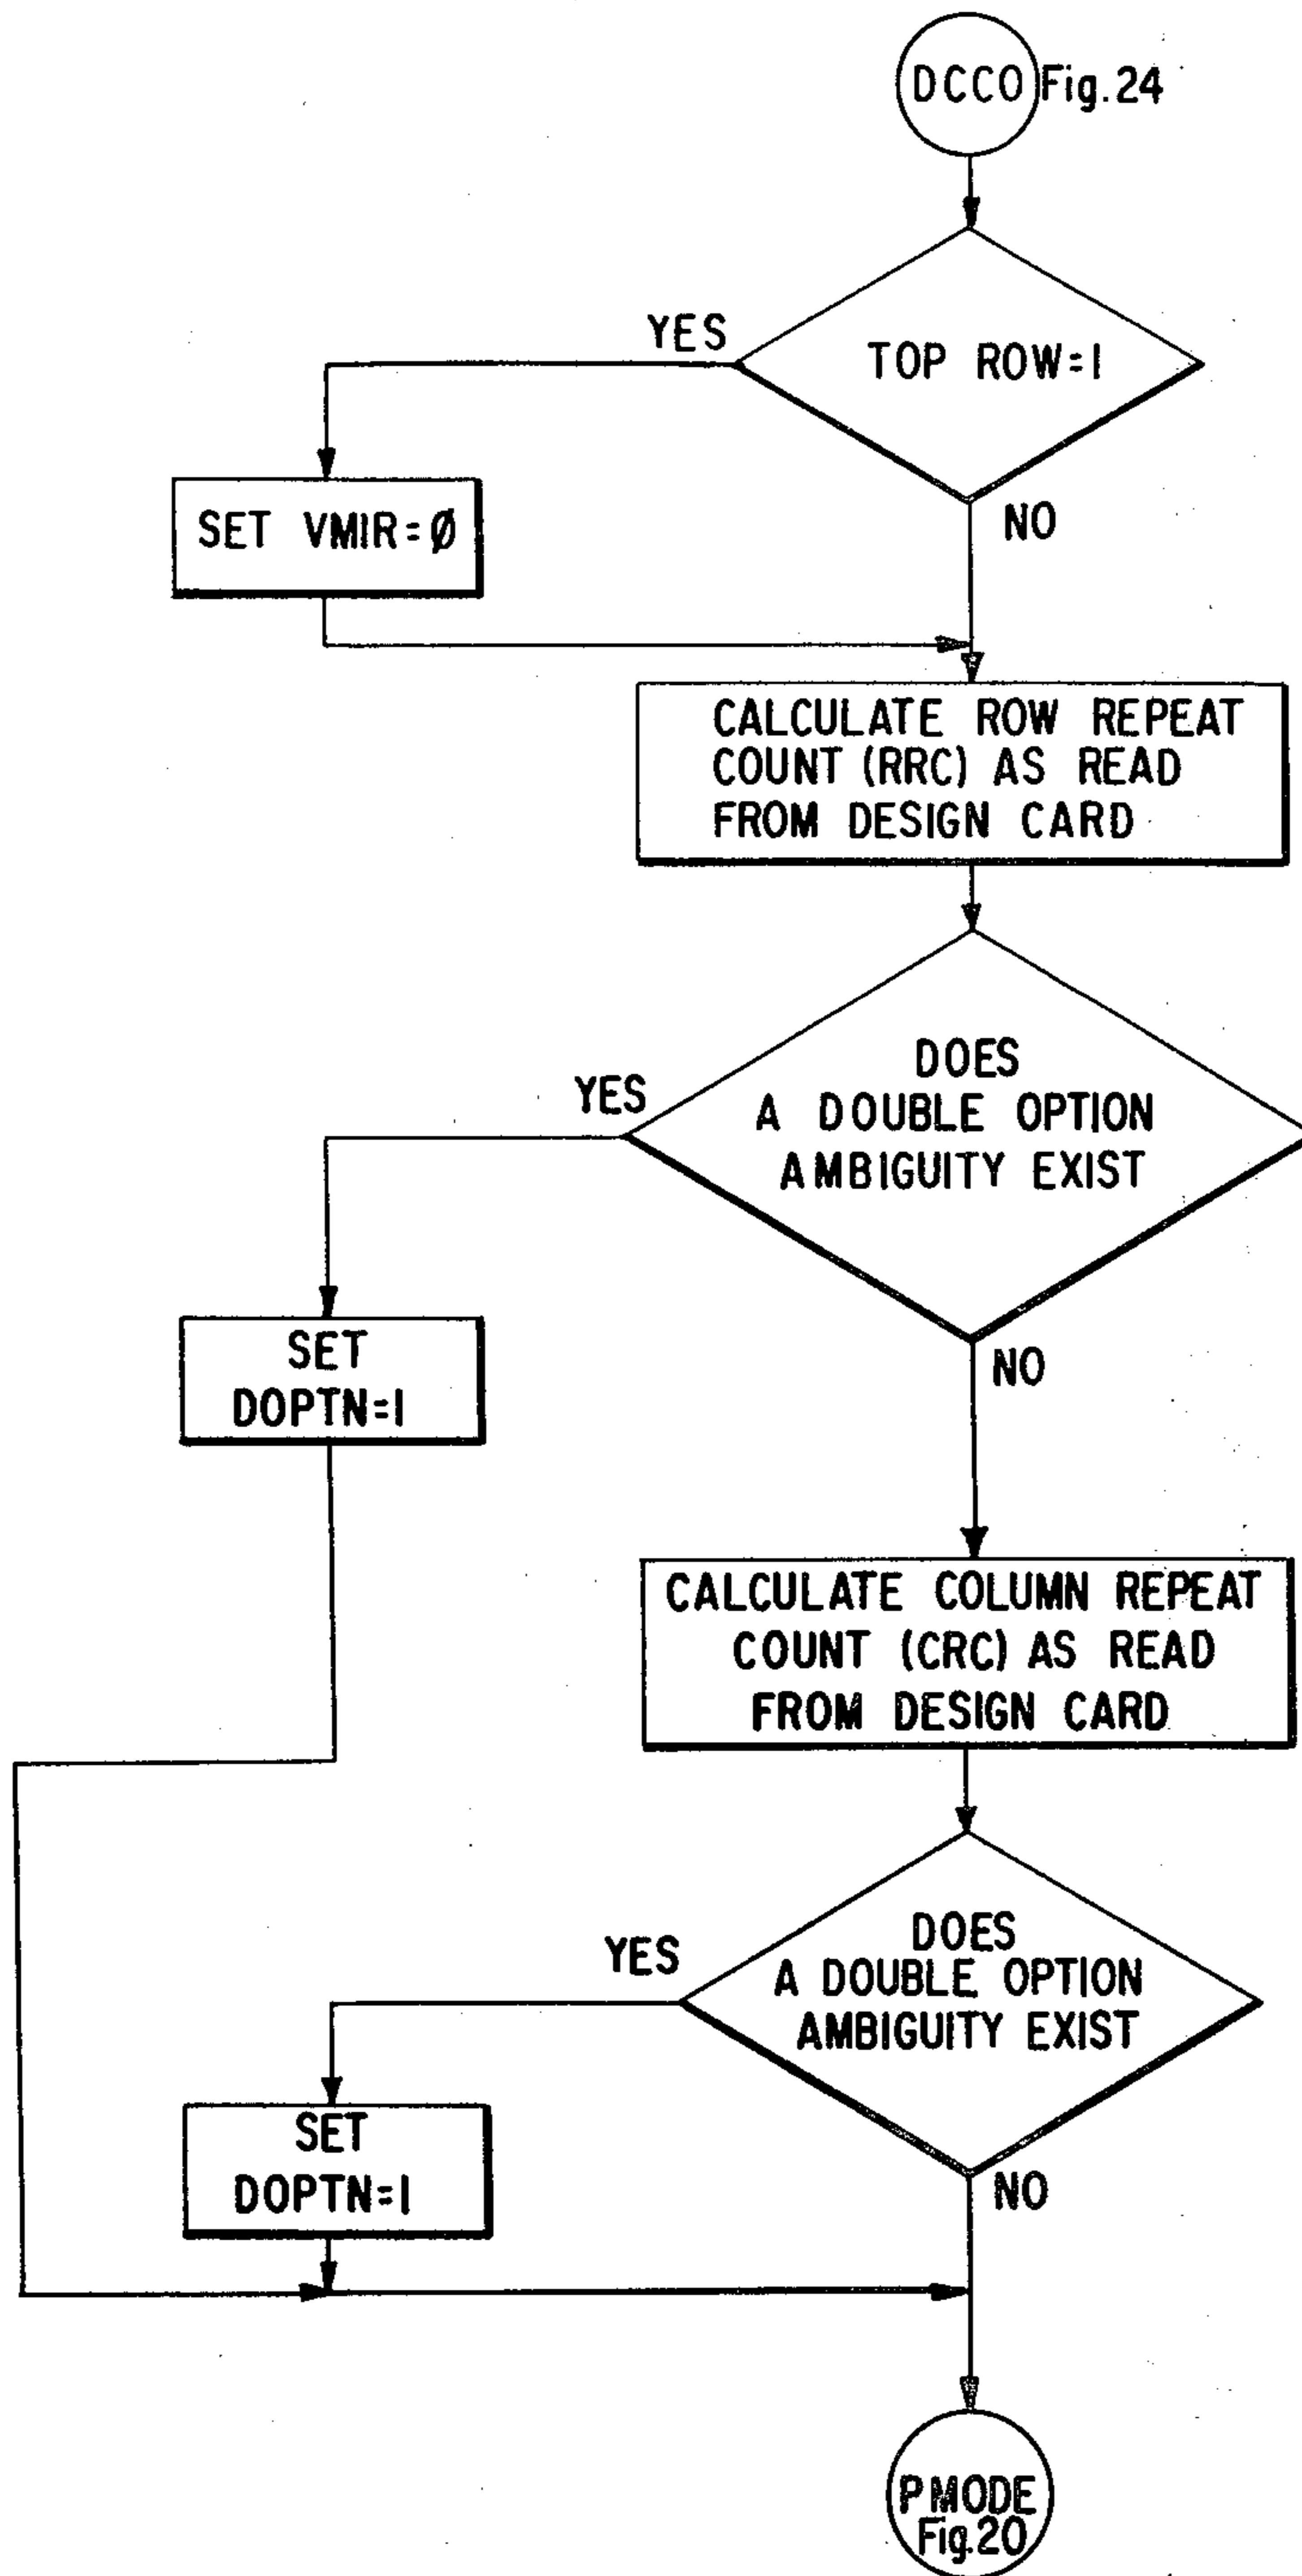 DCCO Fig. 24
YES
TOP ROW=1
SET VMIR=Ø
NO
CALCULATE ROW REPEAT
COUNT (RRC) AS READ
FROM DESIGN CARD
DOES
YES
A DOUBLE OPTION
AMBIGUITY EXIST
SET
NO
DOPTN=1
CALCULATE COLUMN REPEAT
COUNT (CRC) AS READ
FROM DESIGN CARD
DOES
YES
A DOUBLE OPTION
AMBIGUITY EXIST
SET
DOPTN=1
NO
PMODE
Fig. 20